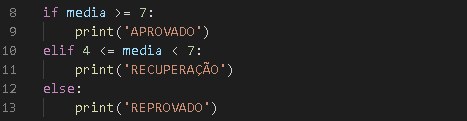 8 if media >= 7:
9 print('APROVADO')
10 elif 4 <= media < 7:
11 print('RECUPERAÇÃO')
12 else:
13 print('REPROVADO')